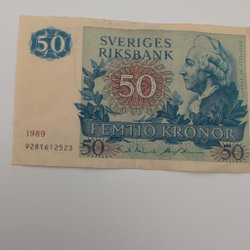 50
SVERIGES
RIKSBANK
50
1989
FEMTIO KRONOR
9281612523
50
50